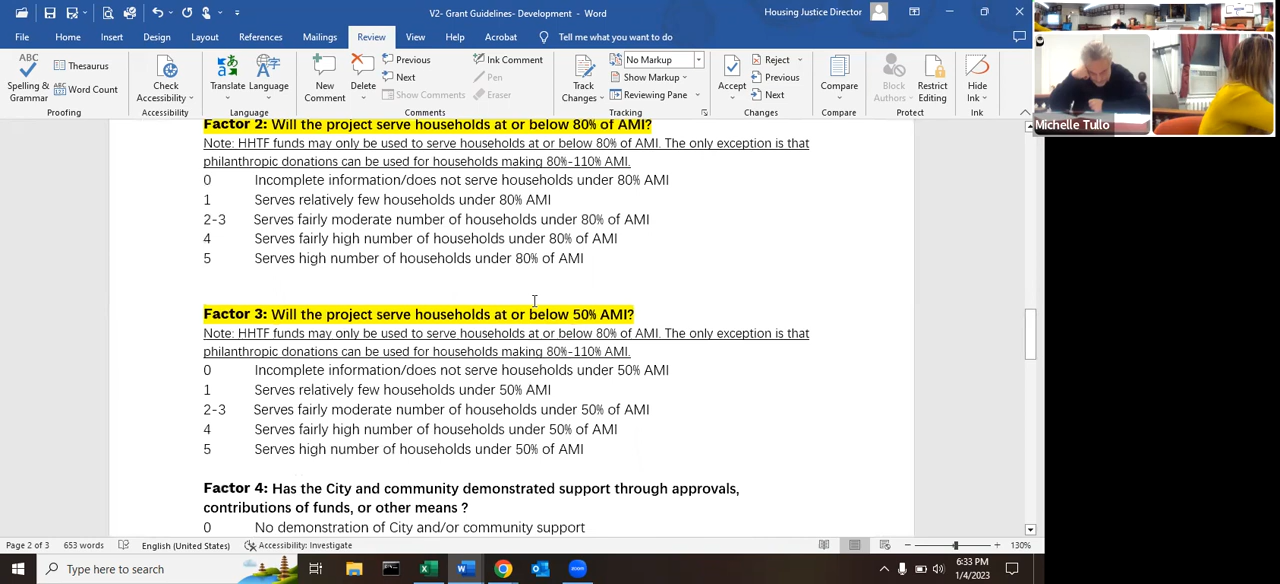 V2- Grant Guidelines- Development - Word
Housing Justice Director
File Home Insert Design Layout References Mailings Review View Help Acrobat Tell me what you want to do
ABC
Spelling & Grammar
Thesaurus
Word Count
Proofing
Check Accessibility
Accessibility
Translate
Language
Language
New Comment
Delete
Previous
Next
Show Comments
Comments
Ink Comment
Pen
Eraser
Track Changes
No Markup
Show Markup
Reviewing Pane
Tracking
Accept
Reject
Previous
Next
Changes
Compare
Compare
Block Authors
Restrict Editing
Protect
Hide Ink
Ink
Michelle Tullo
Factor 2: Will the project serve households at or below 80% of AMI?
Note: HHTF funds may only be used to serve households at or below 80% of AMI. The only exception is that
philanthropic donations can be used for households making 80%-110% AMI.
0 Incomplete information/does not serve households under 80% AMI
1 Serves relatively few households under 80% AMI
2-3 Serves fairly moderate number of households under 80% of AMI
4 Serves fairly high number of households under 80% of AMI
5 Serves high number of households under 80% of AMI
Factor 3: Will the project serve households at or below 50% AMI?
Note: HHTF funds may only be used to serve households at or below 80% of AMI. The only exception is that
philanthropic donations can be used for households making 80%-110% AMI.
0 Incomplete information/does not serve households under 50% AMI
1 Serves relatively few households under 50% AMI
2-3 Serves fairly moderate number of households under 50% of AMI
4 Serves fairly high number of households under 50% of AMI
5 Serves high number of households under 50% of AMI
Factor 4: Has the City and community demonstrated support through approvals,
contributions of funds, or other means ?
0 No demonstration of City and/or community support
Page 2 of 3 653 words English (United States) Accessibility: Investigate 130%
Type here to search
zoom
6:33 PM
1/4/2023